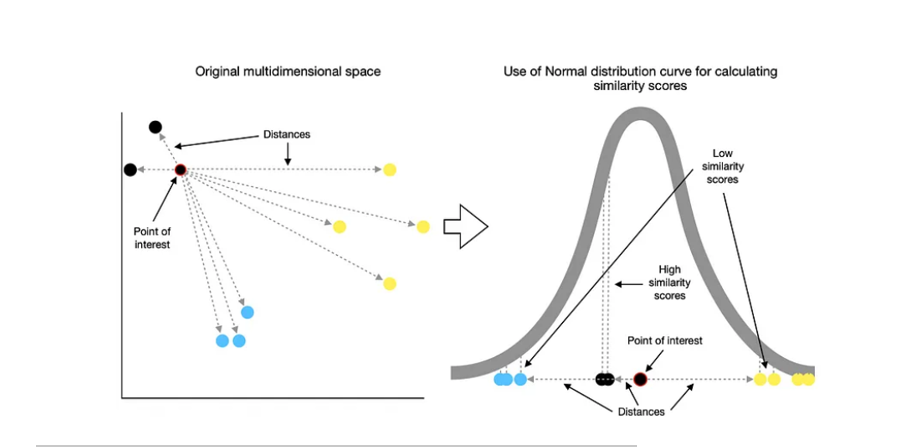 Original multidimensional space
Distances
Point of
interest
Use of Normal distribution curve for calculating
similarity scores
Low
similarity
scores
High
similarity
scores
Point of interest
Distances